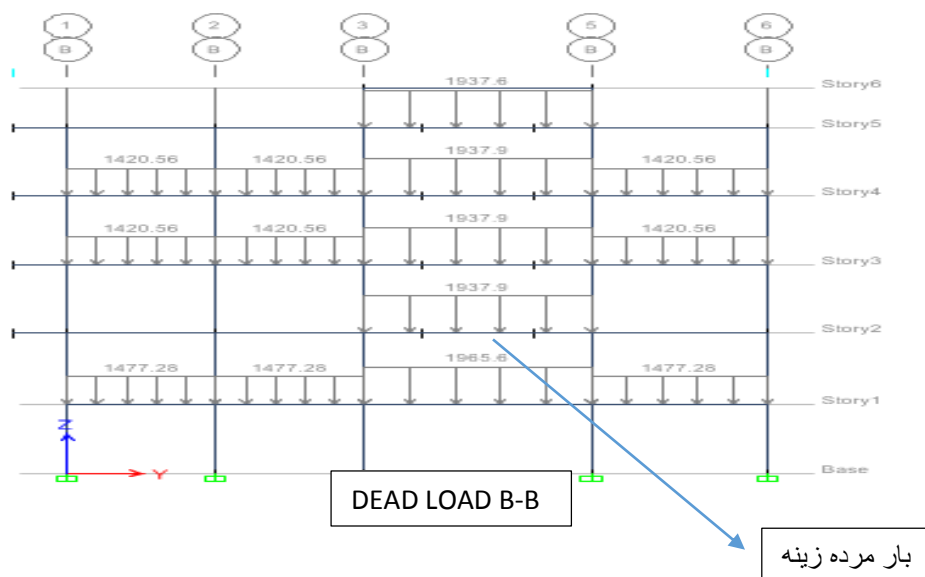 1 2 3 5 6
B B B B B
1937.6
Story6
Story5
1420.56 1420.56 1937.9 1420.56
Story4
1420.56 1420.56 1937.9 1420.56
Story3
1937.9
Story2
1477.28 1477.28 1965.6 1477.28
Story1
Z
Y
Base
DEAD LOAD B-B
بار مرده زینه